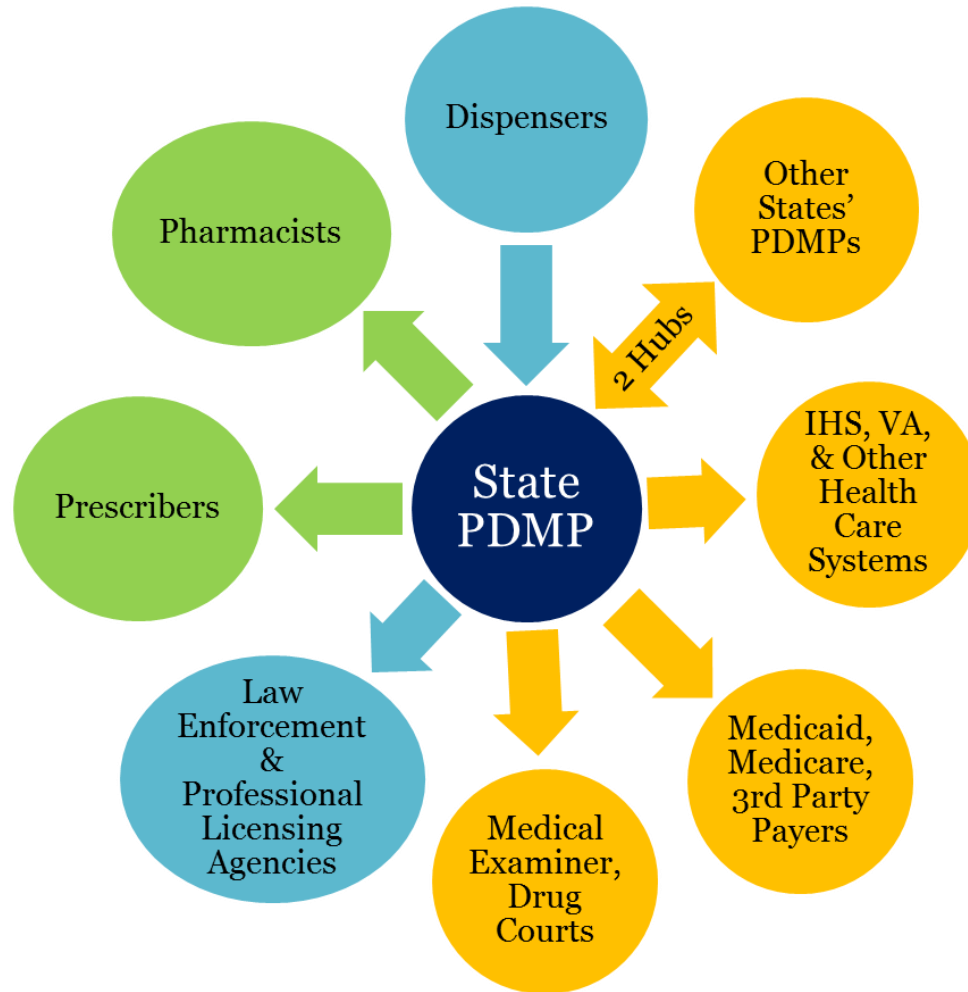 Dispensers
Other
States’
PDMPs
2 Hubs
IHS, VA,
& Other
Health
Care
Systems
Medicaid,
Medicare,
3rd Party
Payers
Medical
Examiner,
Drug
Courts
Law
Enforcement
&
Professional
Licensing
Agencies
Prescribers
Pharmacists
State
PDMP